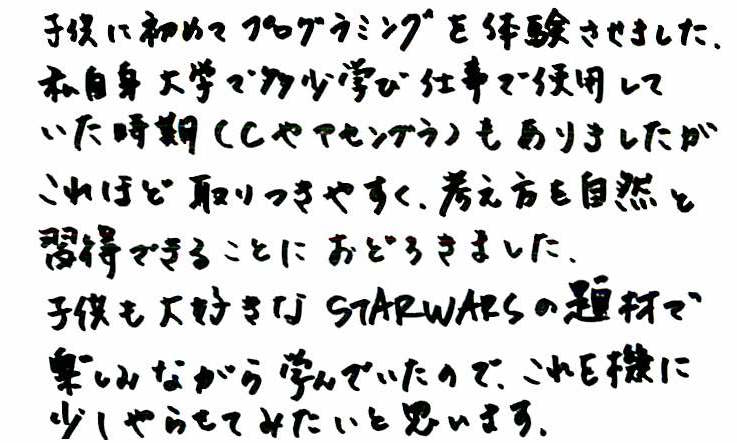 子供に初めてプログラミングを体験させました。
私自身大学で多少学び仕事で使用して
いた時期(Cやアセンブラ)もありましたが
これほど取りつきやすく、考え方も自然と
習得できることにおどろきました。
子供も大好きなSTARWARSの題材で
楽しみながら学んでいたので、これを機に
少しやらせてみたいと思います。